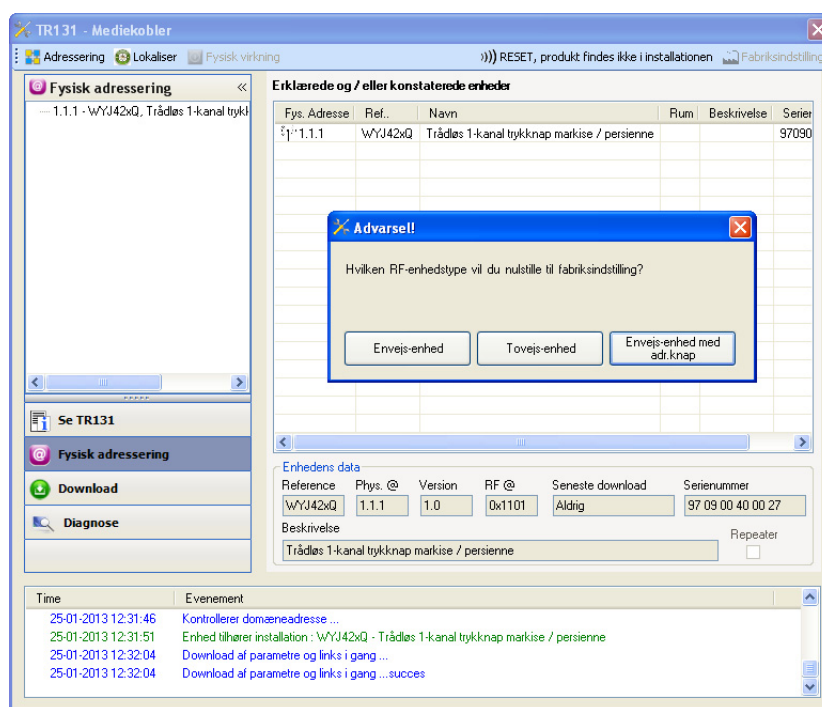 TR131 - Mediekobler
Adressering Lokaliser Fysisk virkning RESET, produkt findes ikke i installationen Fabriksindstilling
Fysisk adressering
1.1.1 - WYJ42xQ, Trådløs 1-kanal trykk
Se TR131
Fysisk adressering
Download
Diagnose
Erklærede og / eller konstaterede enheder
Fys. Adresse Ref.. Navn Rum Beskrivelse Serier
1.1.1 WYJ42xQ Trådløs 1-kanal trykknap markise / persienne 97090
Advarsel!
Hvilken RF-enhedstype vil du nulstille til fabriksindstilling?
Envejs-enhed Tovejs-enhed Envejs-enhed med
adr.knap
Enhedens data
Reference Phys. @ Version RF @ Seneste download Serienummer
WYJ42xQ 1.1.1 1.0 0x1101 Aldrig 97 09 00 40 00 27
Beskrivelse
Repeater
Trådløs 1-kanal trykknap markise / persienne
Time Evenement
25-01-2013 12:31:46 Kontrollerer domæneadresse ...
25-01-2013 12:31:51 Enhed tilhører installation : WYJ42xQ - Trådløs 1-kanal trykknap markise / persienne
25-01-2013 12:32:04 Download af parametre og links i gang ...
25-01-2013 12:32:04 Download af parametre og links i gang ...succes